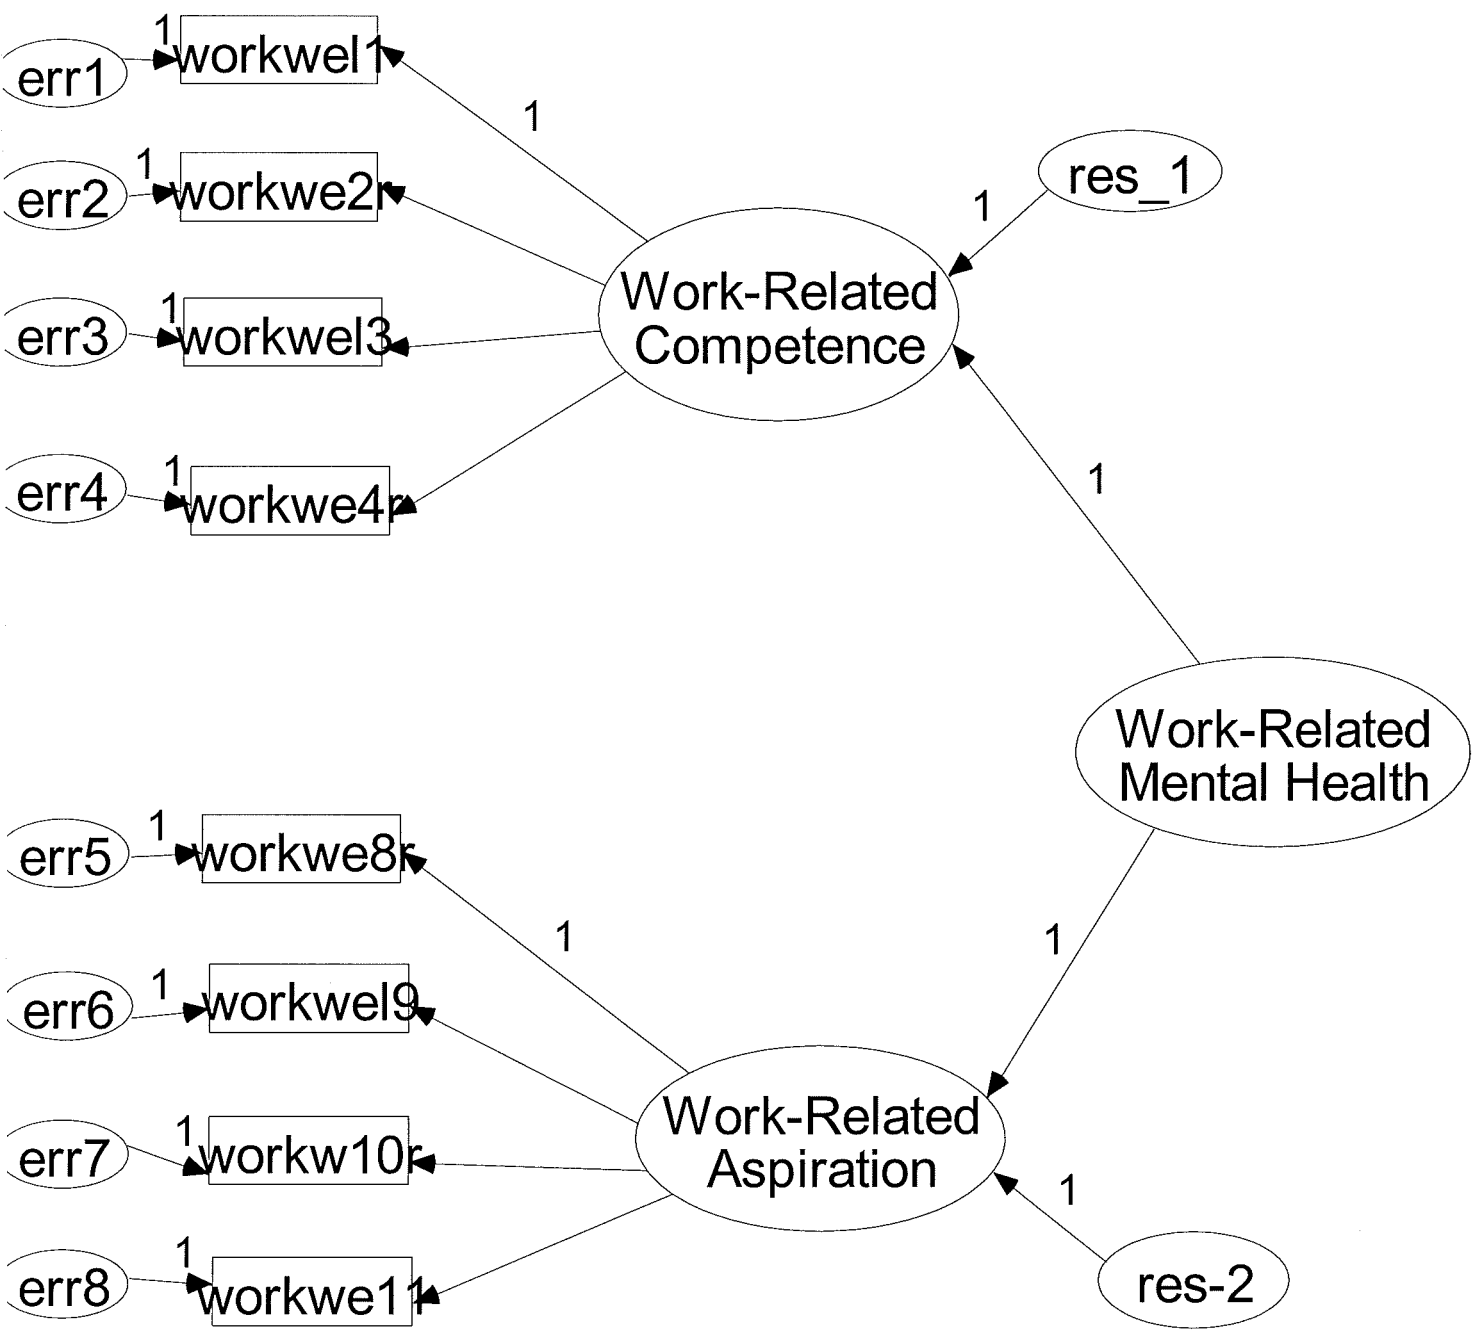 1
err1
workwel1
1
1
err2
workwe2r
res_1
1
Work-Related
Competence
1
err3
workwel3
1
err4
workwe4r
1
Work-Related
Mental Health
1
err5
workwe8r
1
1
1
err6
workwel9
Work-Related
Aspiration
1
err7
workw10r
1
1
err8
workwe11
res-2